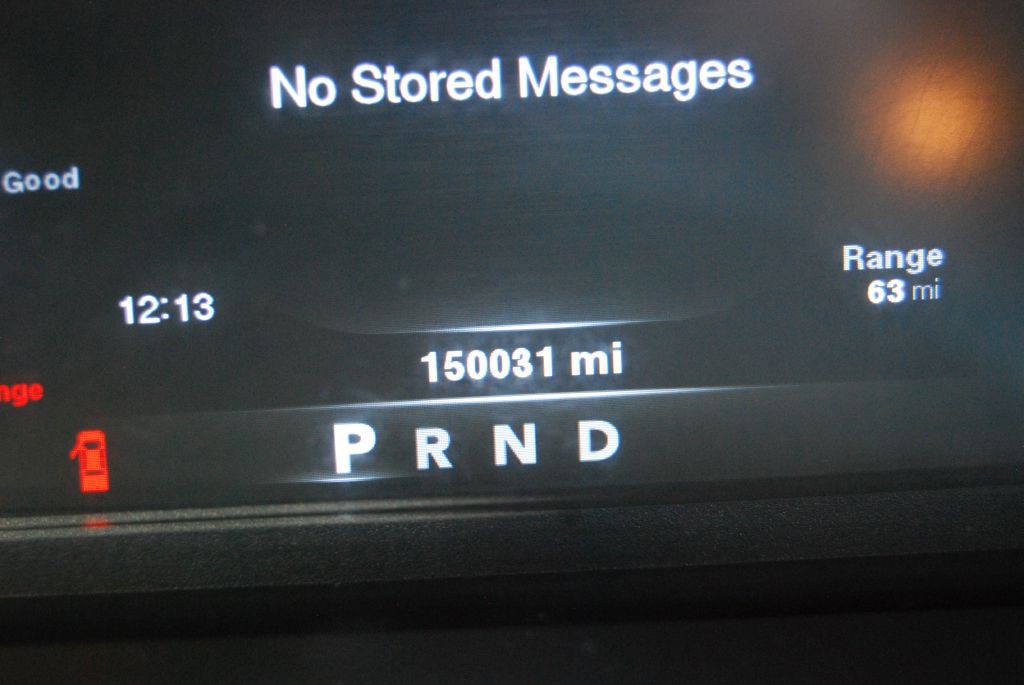 No Stored Messages
Good
Range
63 mi
12:13
150031 mi
P R N D